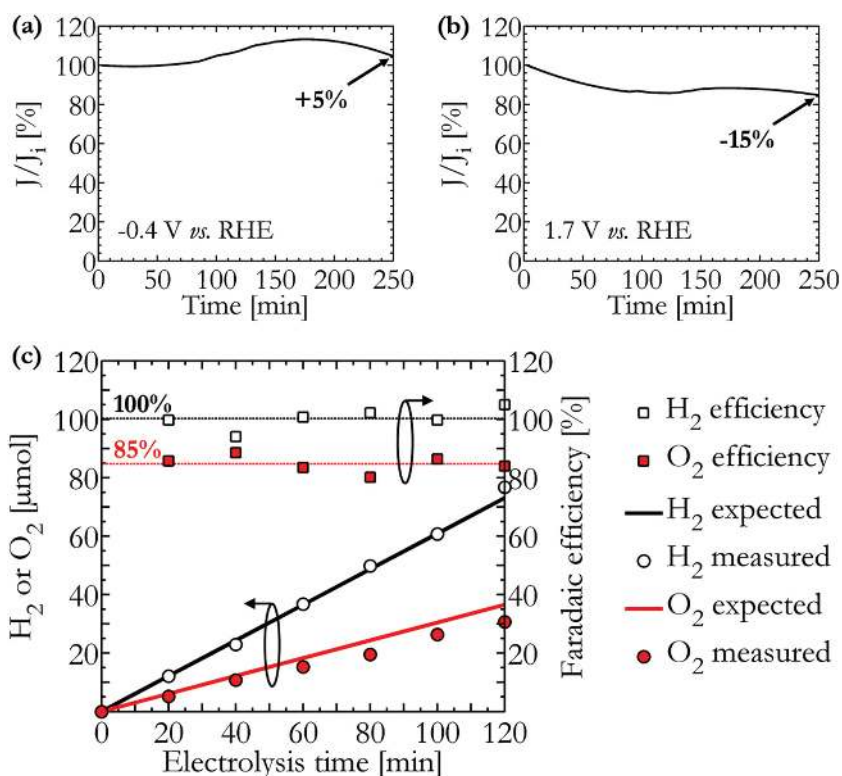 (a)
120
100
80
60
40
20
0
J/Ji [%]
+5%
-0.4 V vs. RHE
0 50 100 150 200 250
Time [min]
(b)
120
100
80
60
40
20
0
J/Ji [%]
-15%
1.7 V vs. RHE
0 50 100 150 200 250
Time [min]
(c)
120
100
80
60
40
20
H2 or O2 [μmol]
100%
85%
0 20 40 60 80 100 120
Electrolysis time [min]
120
100
80
60
40
20
Faradaic efficiency [%]
H2 efficiency
O2 efficiency
H2 expected
H2 measured
O2 expected
O2 measured